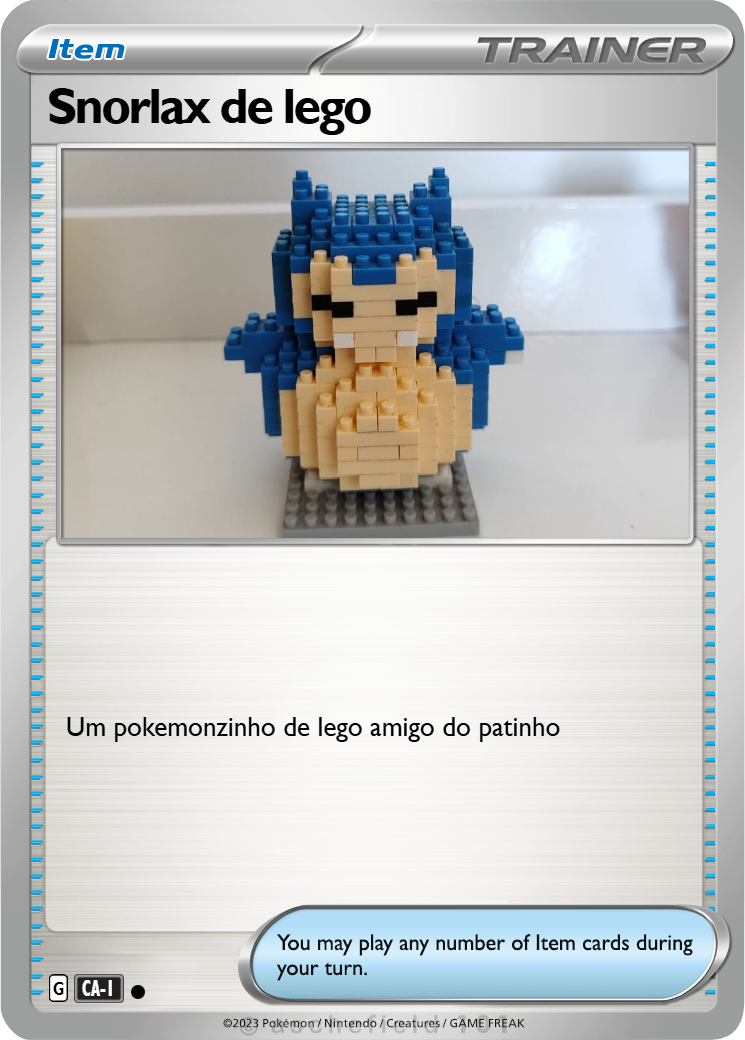 Item
TRAINER
Snorlax de lego
Um pokemonzinho de lego amigo do patinho
You may play any number of Item cards during
your turn.
G CA-I
©2023 Pokémon / Nintendo / Creatures / GAME FREAK